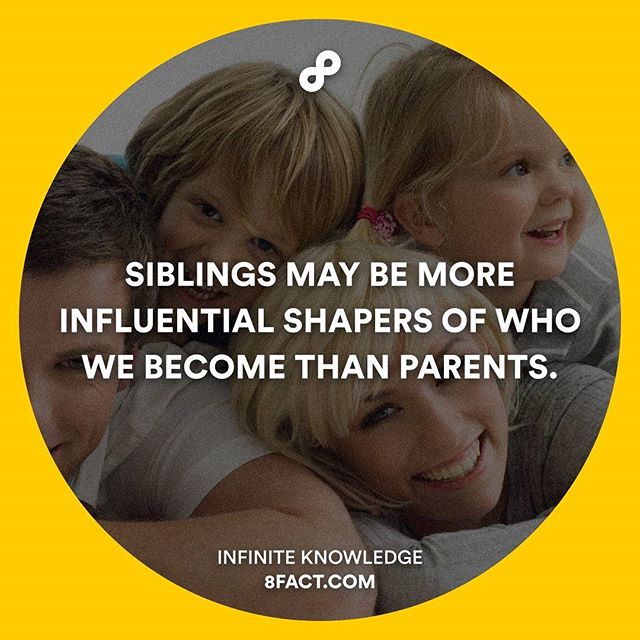 SIBLINGS MAY BE MORE
INFLUENTIAL SHAPERS OF WHO
WE BECOME THAN PARENTS.
INFINITE KNOWLEDGE
8FACT.COM